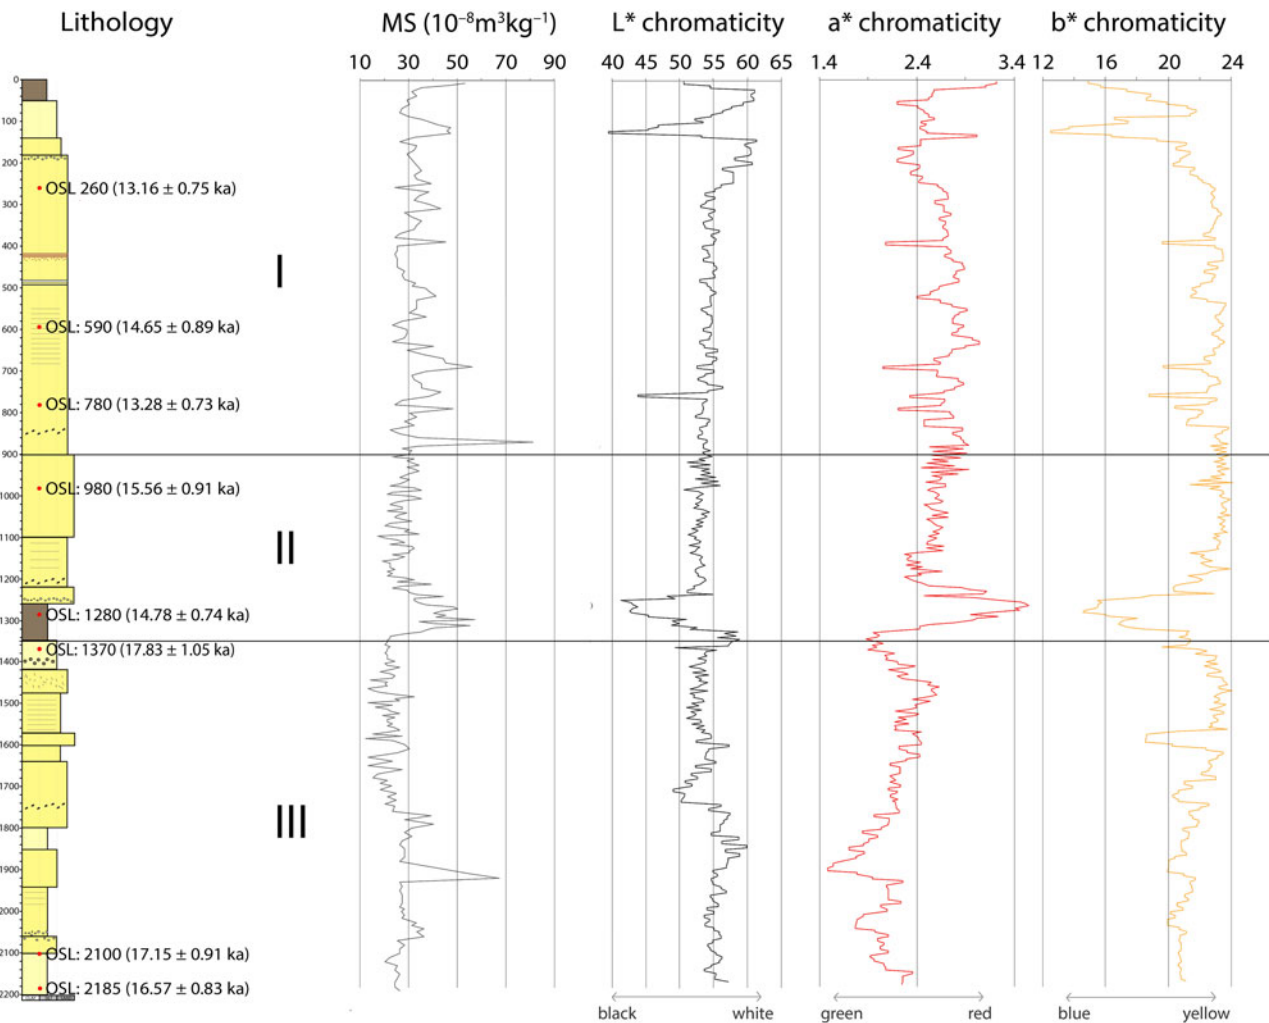 Lithology
MS (10⁻⁸m³kg⁻¹)
L* chromaticity
a* chromaticity
b* chromaticity
10 30 50 70 90
40 45 50 55 60 65
1.4 2.4 3.4
12 16 20 24
0
100
200
OSL 260 (13.16 ± 0.75 ka)
300
400
I
500
OSL: 590 (14.65 ± 0.89 ka)
600
700
OSL: 780 (13.28 ± 0.73 ka)
800
900
OSL: 980 (15.56 ± 0.91 ka)
1000
1100
II
1200
OSL: 1280 (14.78 ± 0.74 ka)
1300
OSL: 1370 (17.83 ± 1.05 ka)
1400
1500
1600
1700
III
1800
1900
2000
2100
OSL: 2100 (17.15 ± 0.91 ka)
OSL: 2185 (16.57 ± 0.83 ka)
2200
black white
green red
blue yellow